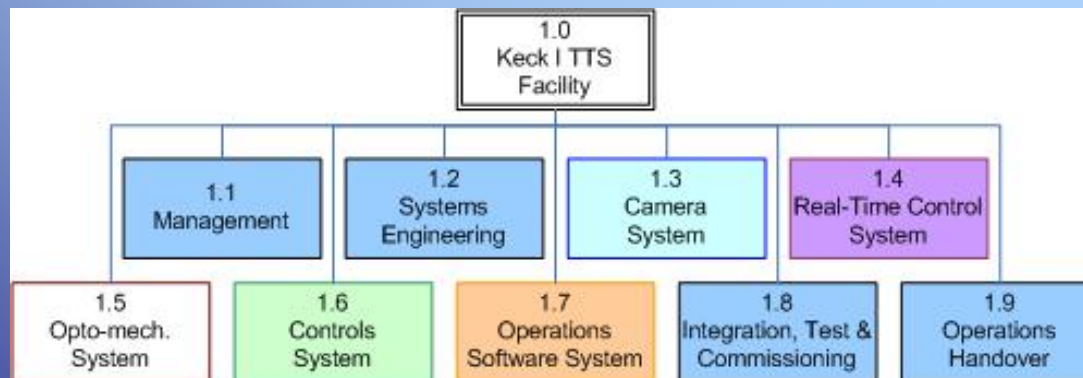 1.0
Keck I TTS
Facility
1.1
Management
1.2
Systems
Engineering
1.3
Camera
System
1.4
Real-Time Control
System
1.5
Opto-mech.
System
1.6
Controls
System
1.7
Operations
Software System
1.8
Integration, Test &
Commissioning
1.9
Operations
Handover